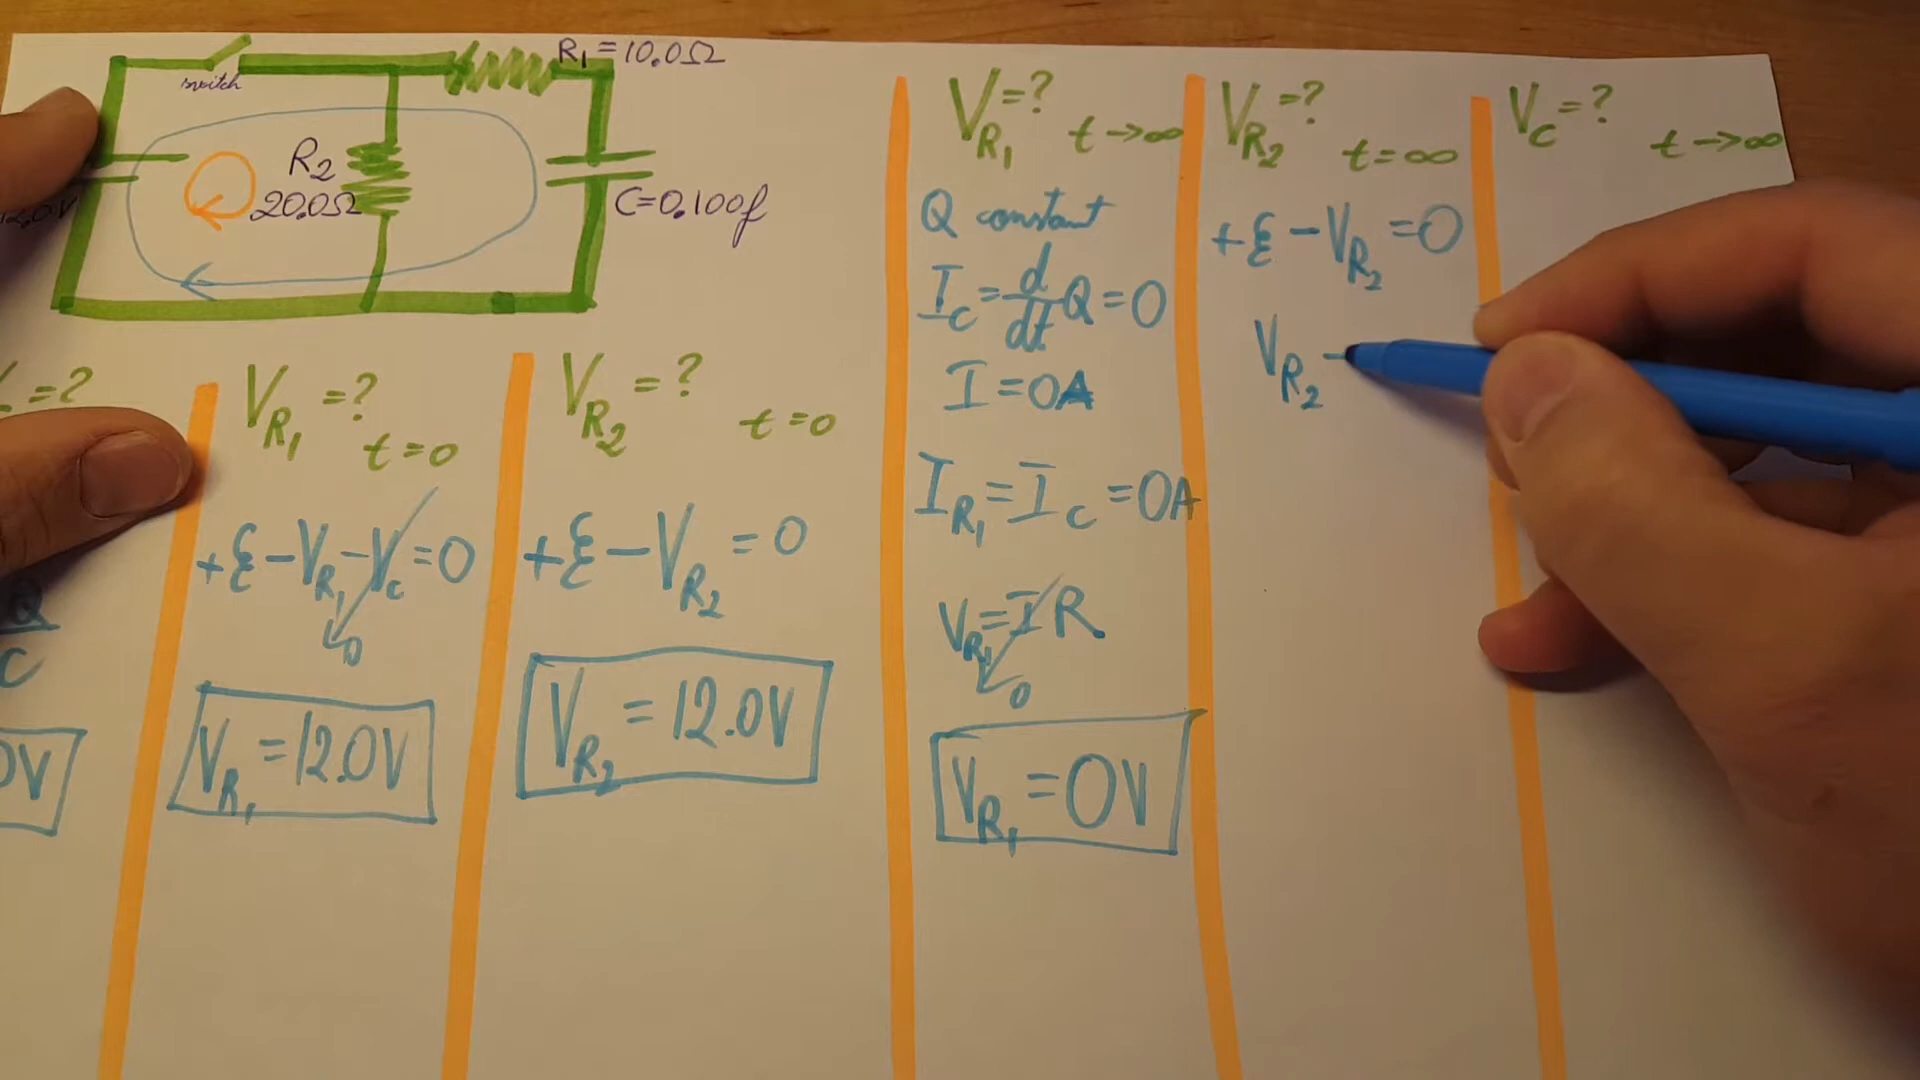 switch
R₁=10.0Ω
R₂
20.0Ω
C=0.100f
=?
V_R₁=?
t=0
+ℰ-V_R₁-V_C=0
0
V_R₁=12.0V
V_R₂=?
t=0
+ℰ-V_R₂=0
V_R₂=12.0V
V_R₁=?
t→∞
Q constant
I_C=d/dt Q=0
I=0A
I_R₁=I_C=0A
V_R₁=IR
0
V_R₁=0V
V_R₂=?
t=∞
+ℰ-V_R₂=0
V_R₂-
V_C=?
t→∞
Q
C
0V